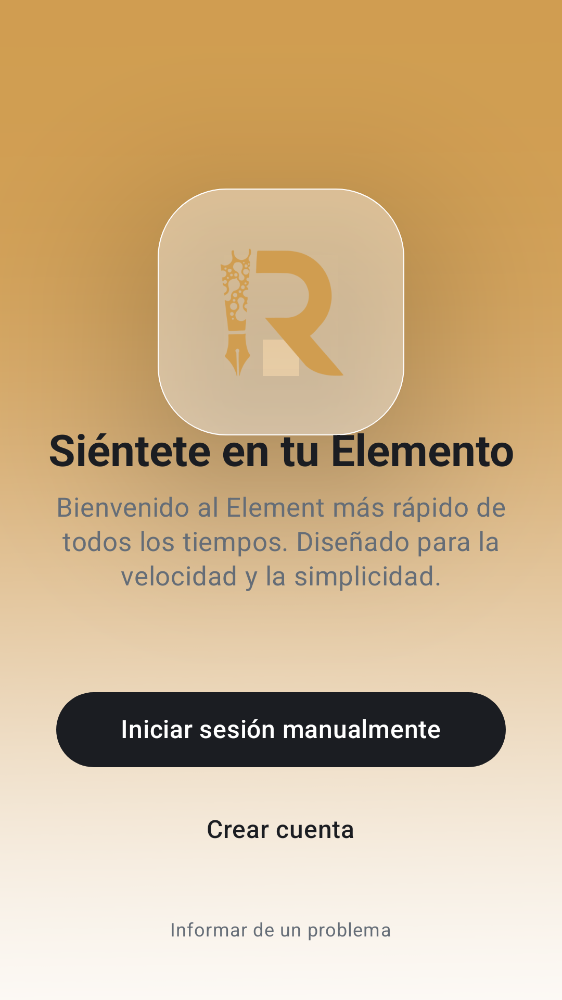 R
Siéntete en tu Elemento
Bienvenido al Element más rápido de
todos los tiempos. Diseñado para la
velocidad y la simplicidad.
Iniciar sesión manualmente
Crear cuenta
Informar de un problema